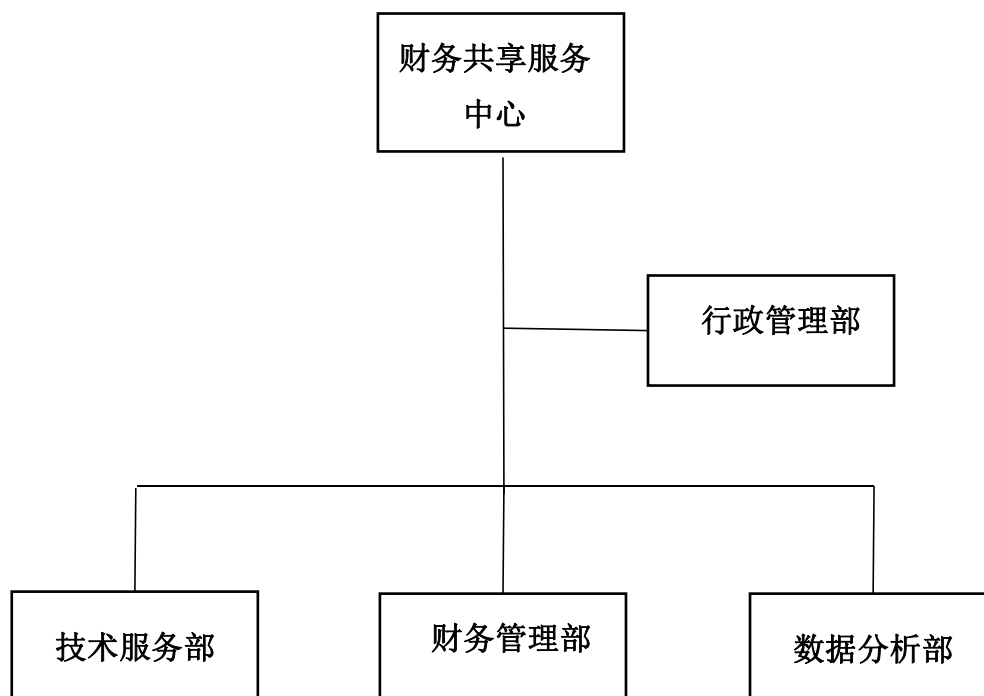 财务共享服务
中心
行政管理部
技术服务部
财务管理部
数据分析部